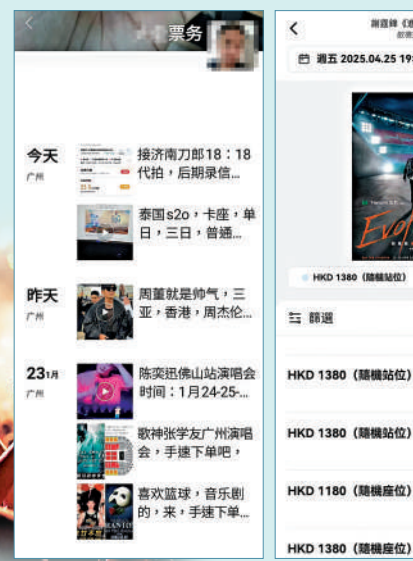 票务
今天
广州
接济南刀郎18：18
代拍，后期录信...
泰国s2o，卡座，单
日，三日，普通...
昨天
广州
周董就是帅气，三
亚，香港，周杰伦...
23 1月
广州
陈奕迅佛山站演唱会
时间：1月24-25-...
歌神张学友广州演唱
会，手速下单吧，
喜欢篮球，音乐剧
的，来，手速下单...
謝霆鋒《進
週五 2025.04.25 19:
Evol
HKD 1380（隨機站位）
篩選
HKD 1380（隨機站位）
HKD 1380（隨機站位）
HKD 1180（隨機座位）
HKD 1380（隨機座位）